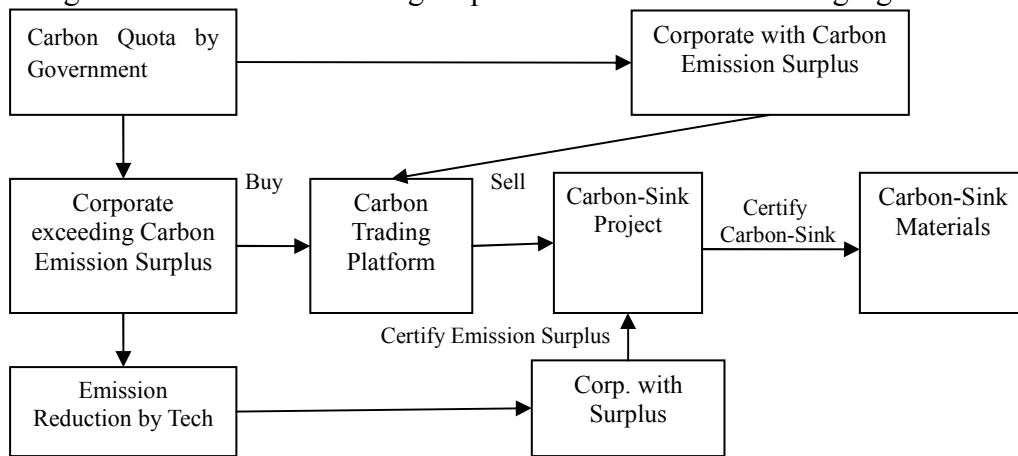 Carbon Quota by
Government
Corporate with Carbon
Emission Surplus
Corporate
exceeding Carbon
Emission Surplus
Buy
Carbon
Trading
Platform
Sell
Carbon-Sink
Project
Certify
Carbon-Sink
Carbon-Sink
Materials
Certify Emission Surplus
Emission
Reduction by Tech
Corp. with
Surplus